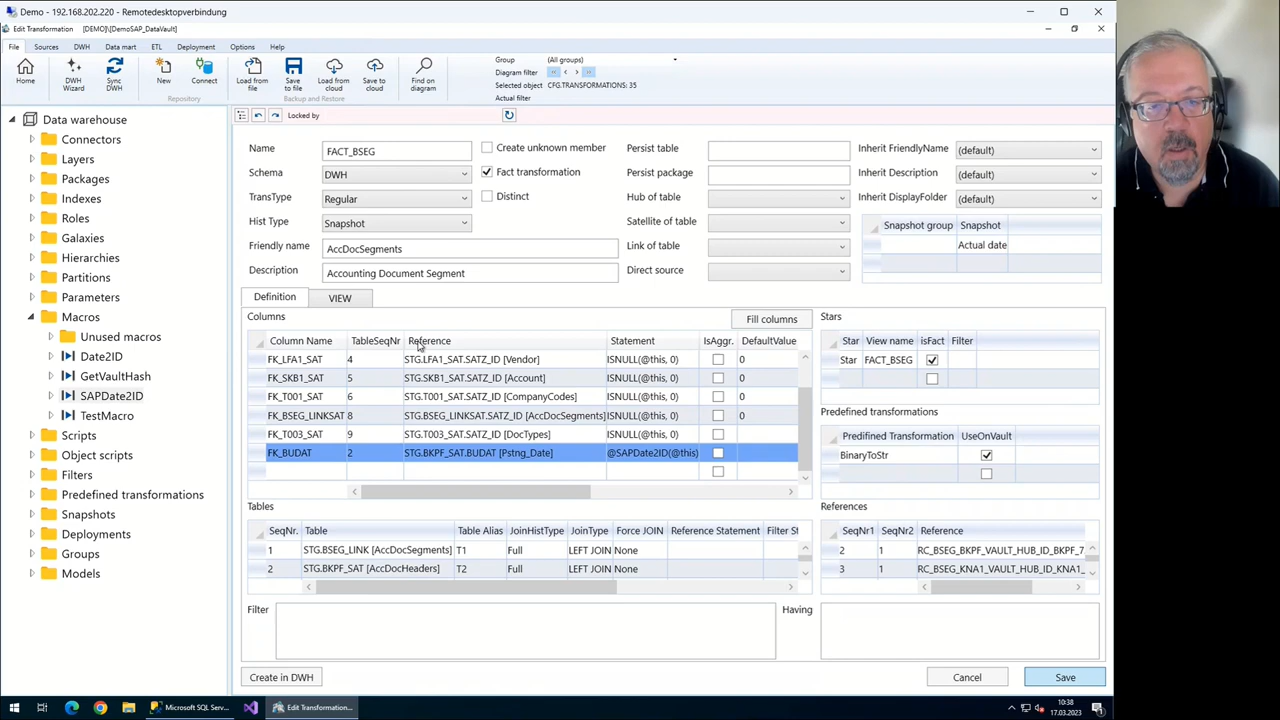 Demo - 192.168.202.220 - Remotedesktopverbindung
Edit Transformation [DEMO]\[DemoSAP_DataVault]
File Sources DWH Data mart ETL Deployment Options Help
Home DWH Wizard Sync DWH New Connect Load from file Save to file Load from cloud Save to cloud Find on diagram
Repository Backup and Restore
Group (All groups)
Diagram filter
Selected object CFG.TRANSFORMATIONS: 35
Actual filter
Locked by
Data warehouse
Connectors
Layers
Packages
Indexes
Roles
Galaxies
Hierarchies
Partitions
Parameters
Macros
Unused macros
Date2ID
GetVaultHash
SAPDate2ID
TestMacro
Scripts
Object scripts
Filters
Predefined transformations
Snapshots
Deployments
Groups
Models
Name FACT_BSEG Create unknown member Persist table Inherit FriendlyName (default)
Schema DWH Fact transformation Persist package Inherit Description (default)
TransType Regular Distinct Hub of table Inherit DisplayFolder (default)
Hist Type Snapshot Satellite of table Snapshot group Snapshot
Friendly name AccDocSegments Link of table Actual date
Description Accounting Document Segment Direct source
Definition VIEW
Columns Fill columns
Column Name TableSeqNr Reference Statement IsAggr. DefaultValue
FK_LFA1_SAT 4 STG.LFA1_SAT.SATZ_ID [Vendor] ISNULL(@this, 0) 0
FK_SKB1_SAT 5 STG.SKB1_SAT.SATZ_ID [Account] ISNULL(@this, 0) 0
FK_T001_SAT 6 STG.T001_SAT.SATZ_ID [CompanyCodes] ISNULL(@this, 0) 0
FK_BSEG_LINKSAT 8 STG.BSEG_LINKSAT.SATZ_ID [AccDocSegments] ISNULL(@this, 0) 0
FK_T003_SAT 9 STG.T003_SAT.SATZ_ID [DocTypes] ISNULL(@this, 0)
FK_BUDAT 2 STG.BKPF_SAT.BUDAT [Pstng_Date] @SAPDate2ID(@this)
Stars
Star View name isFact Filter
Star FACT_BSEG
Predefined transformations
Predefined Transformation UseOnVault
BinaryToStr
Tables
SeqNr. Table Table Alias JoinHistType JoinType Force JOIN Reference Statement Filter St
1 STG.BSEG_LINK [AccDocSegments] T1 Full LEFT JOIN None
2 STG.BKPF_SAT [AccDocHeaders] T2 Full LEFT JOIN None
References
SeqNr1 SeqNr2 Reference
2 1 RC_BSEG_BKPF_VAULT_HUB_ID_BKPF_7
3 1 RC_BSEG_KNA1_VAULT_HUB_ID_KNA1_
Filter Having
Create in DWH Cancel Save
Microsoft SQL Serve... Edit Transformation... 10:38
17.03.2023